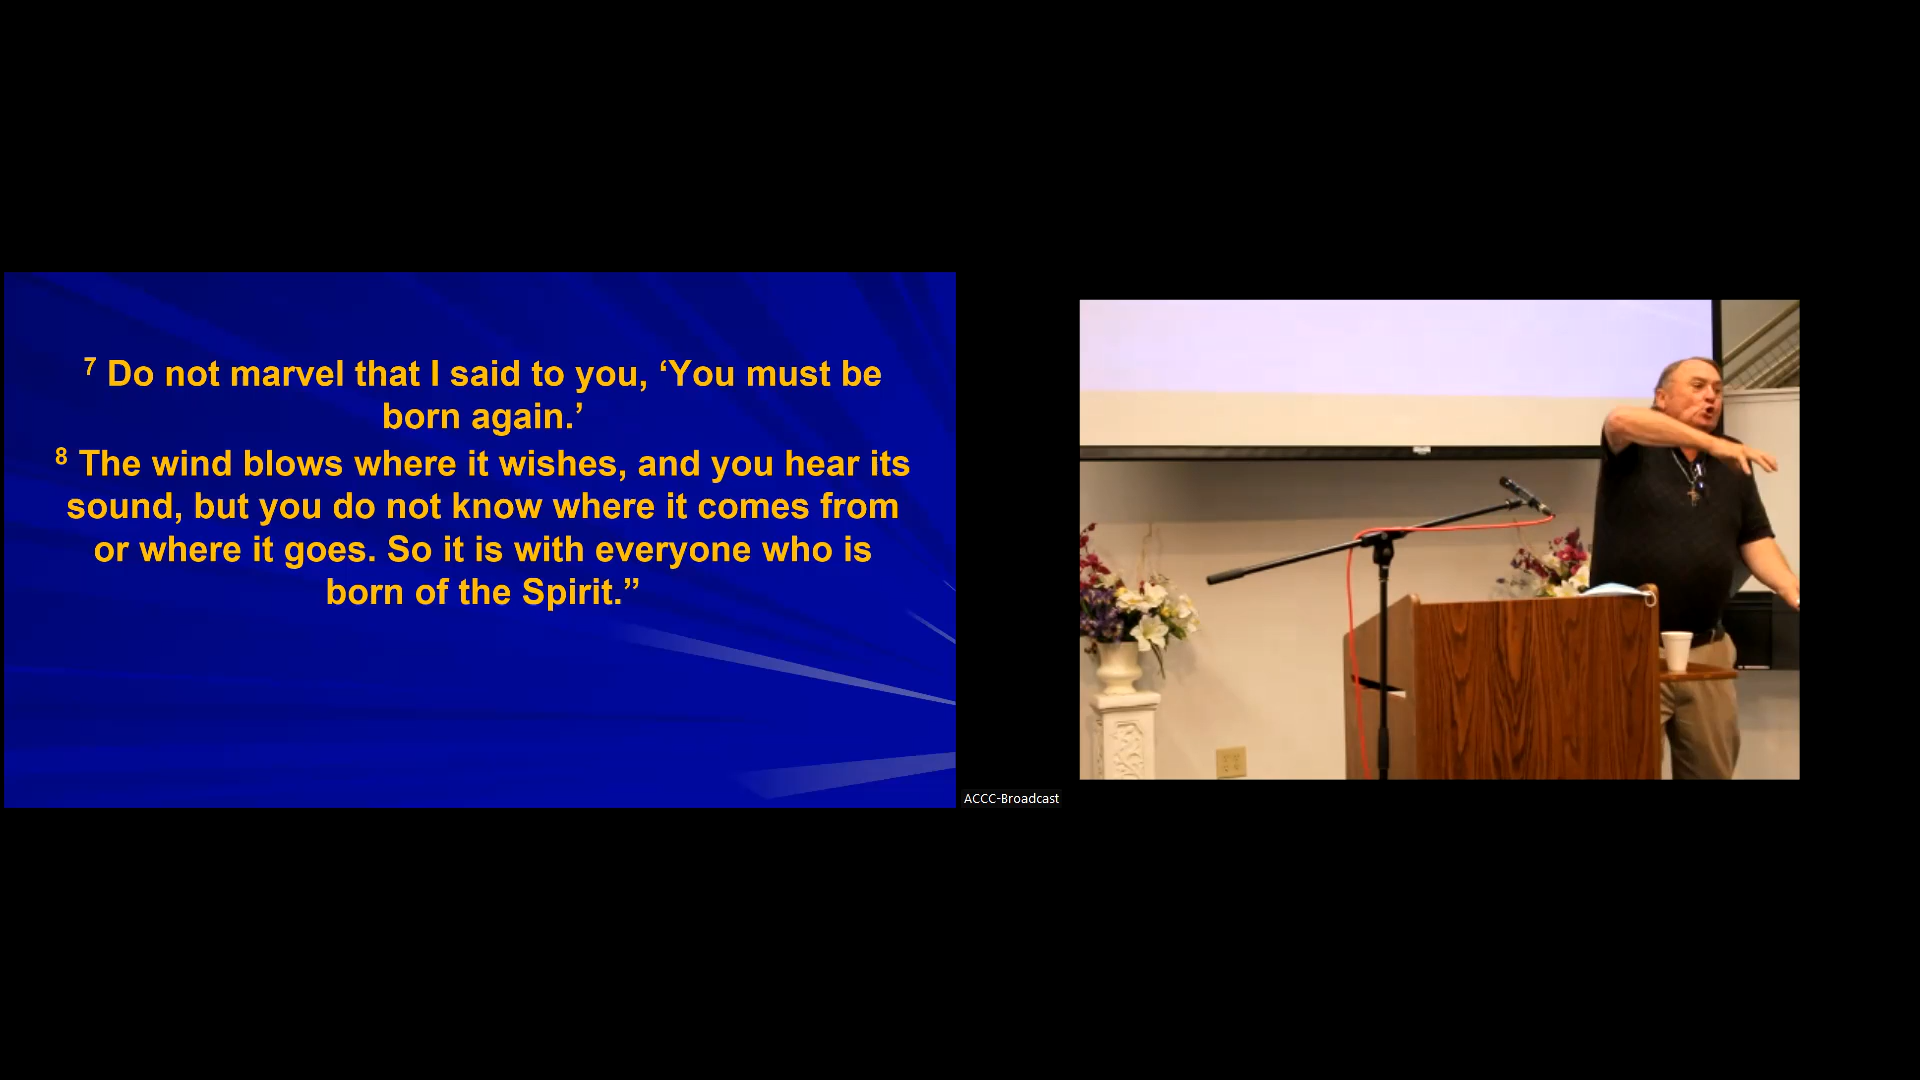 7 Do not marvel that I said to you, ‘You must be
born again.’
8 The wind blows where it wishes, and you hear its
sound, but you do not know where it comes from
or where it goes. So it is with everyone who is
born of the Spirit.”
ACCC-Broadcast